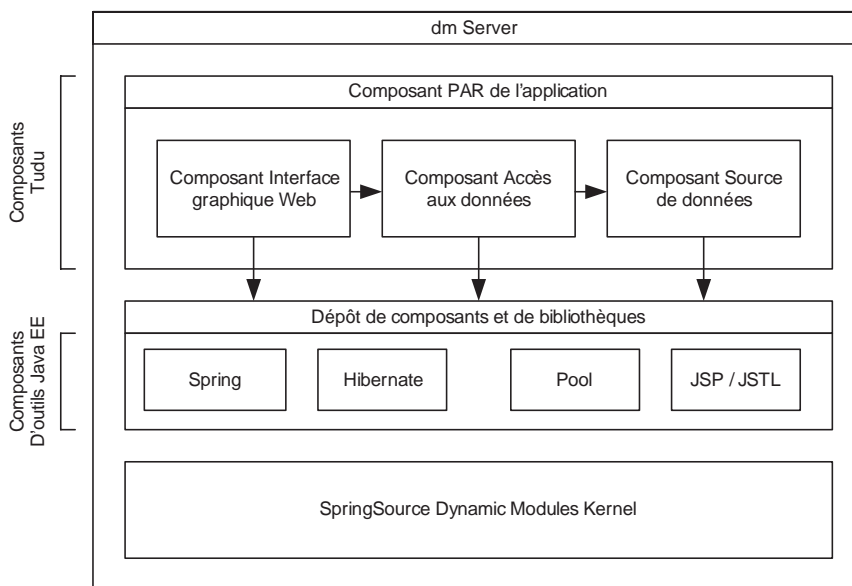 dm Server
Composant PAR de l'application
Composants
Tudu
Composant Interface
graphique Web
Composant Accès
aux données
Composant Source
de données
Dépôt de composants et de bibliothèques
Composants
D'outils Java EE
Spring
Hibernate
Pool
JSP / JSTL
SpringSource Dynamic Modules Kernel